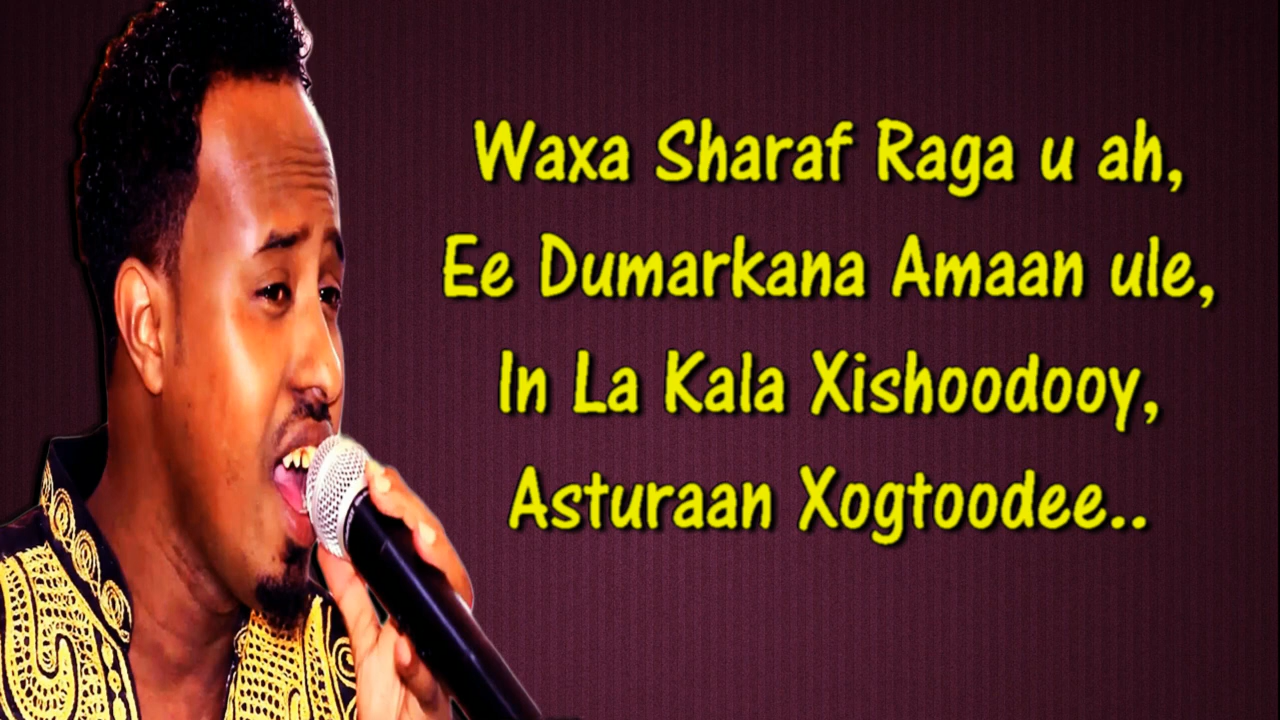 Waxa Sharaf Raga u ah,
Ee Dumarkana Amaan ule,
In La Kala Xishoodooy,
Asturaan Xogtoodee..